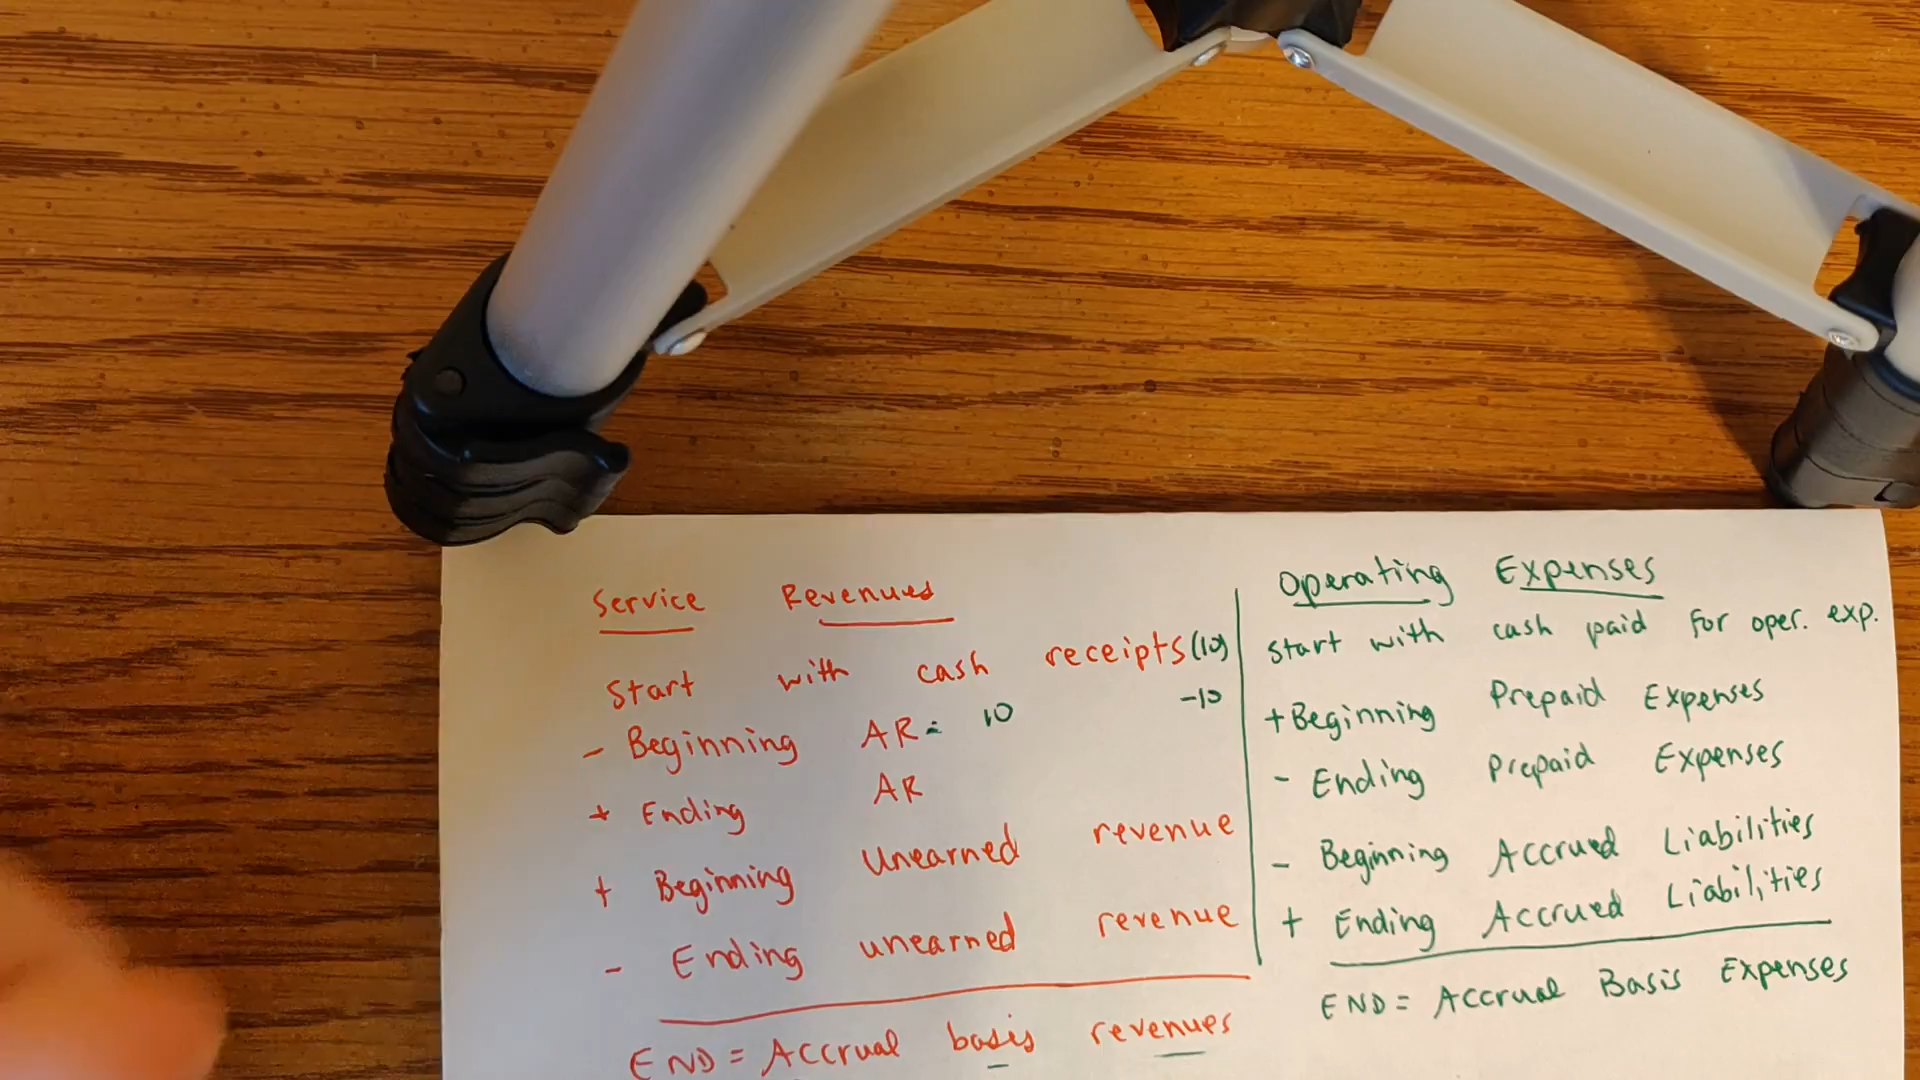 Service Revenues
Start with cash receipts (10)
-10
- Beginning AR = 10
+ Ending AR
+ Beginning Unearned revenue
- Ending unearned revenue
END = Accrual basis revenues
Operating Expenses
Start with cash paid for oper. exp.
+ Beginning Prepaid Expenses
- Ending Prepaid Expenses
- Beginning Accrued Liabilities
+ Ending Accrued Liabilities
END = Accrual Basis Expenses